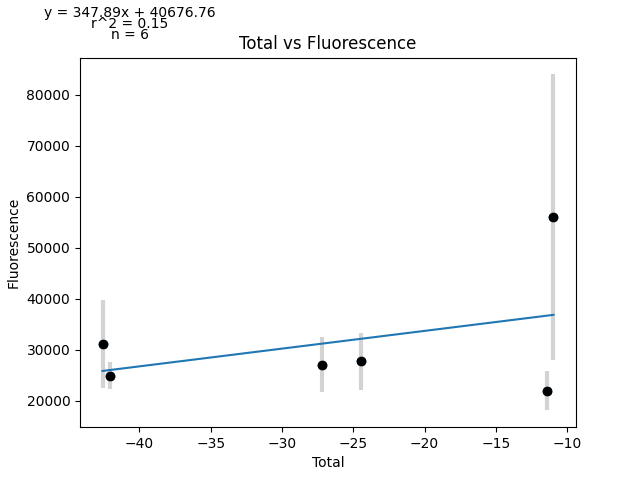 y = 347.89x + 40676.76
r^2 = 0.15
n = 6
Total vs Fluorescence
80000
70000
60000
50000
40000
30000
20000
Fluorescence
−40
−35
−30
−25
−20
−15
−10
Total